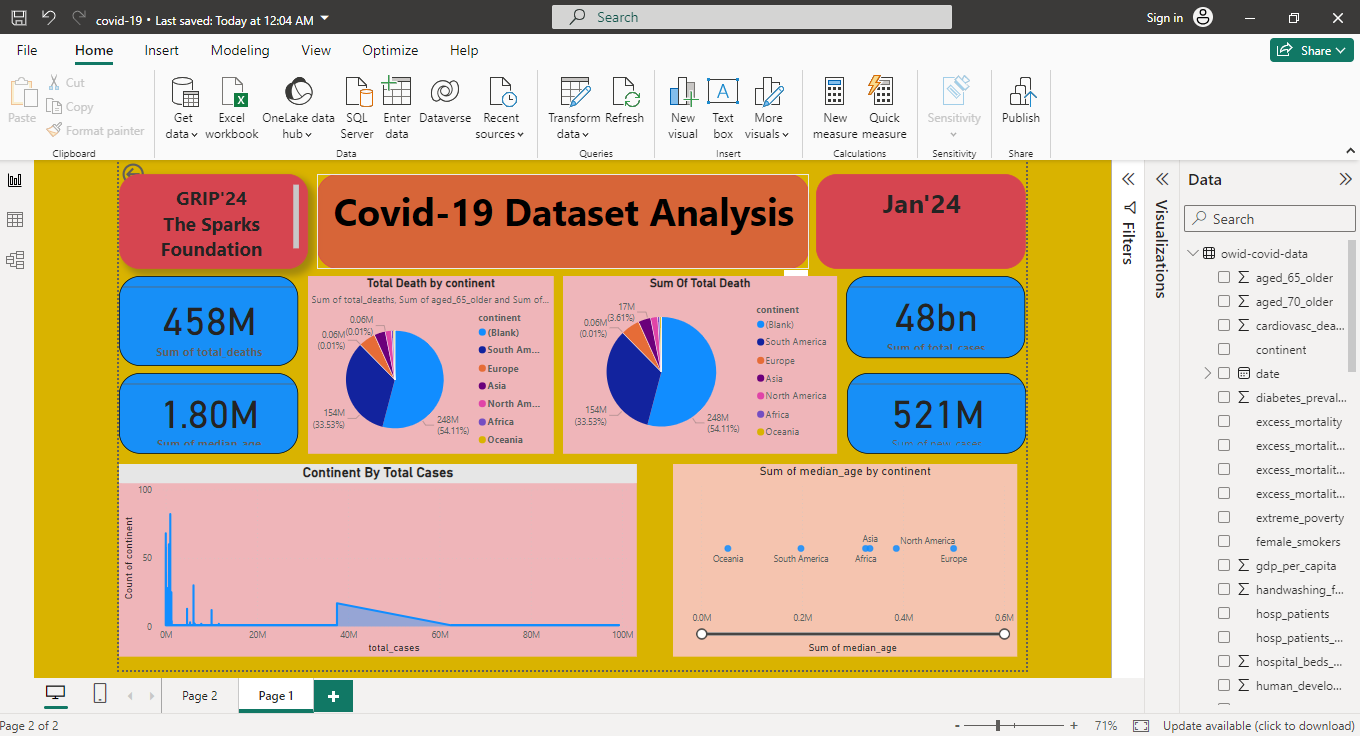 covid-19 • Last saved: Today at 12:04 AM
Search
Sign in
File
Home
Insert
Modeling
View
Optimize
Help
Share
Paste
Cut
Copy
Format painter
Get data
Excel workbook
OneLake data hub
SQL Server
Enter data
Dataverse
Recent sources
Transform data
Refresh
New visual
Text box
More visuals
New measure
Quick measure
Sensitivity
Publish
Clipboard
Data
Queries
Insert
Calculations
Sensitivity
Share
GRIP'24
The Sparks
Foundation
Covid-19 Dataset Analysis
Jan'24
458M
Sum of total_deaths
1.80M
Sum of median_age
Total Death by continent
Sum of total_deaths, Sum of aged_65_older and Sum of...
0.06M
(0.01%)
0.06M
(0.01%)
154M
(33.53%)
248M
(54.11%)
continent
(Blank)
South Am...
Europe
Asia
North Am...
Africa
Oceania
Sum Of Total Death
17M
(3.61%)
0.06M
(0.01%)
154M
(33.53%)
248M
(54.11%)
continent
(Blank)
South America
Europe
Asia
North America
Africa
Oceania
48bn
Sum of total_cases
521M
Sum of new_cases
Continent By Total Cases
Count of continent
100
50
0
0M
20M
40M
60M
80M
100M
total_cases
Sum of median_age by continent
Oceania
South America
Asia
Africa
North America
Europe
0.0M
0.2M
0.4M
0.6M
Sum of median_age
Filters
Visualizations
Data
Search
owid-covid-data
aged_65_older
aged_70_older
cardiovasc_dea...
continent
date
diabetes_preval...
excess_mortality
excess_mortalit...
excess_mortalit...
excess_mortalit...
extreme_poverty
female_smokers
gdp_per_capita
handwashing_f...
hosp_patients
hosp_patients_...
hospital_beds_...
human_develo...
Page 2
Page 1
+
Page 2 of 2
-
+
71%
Update available (click to download)